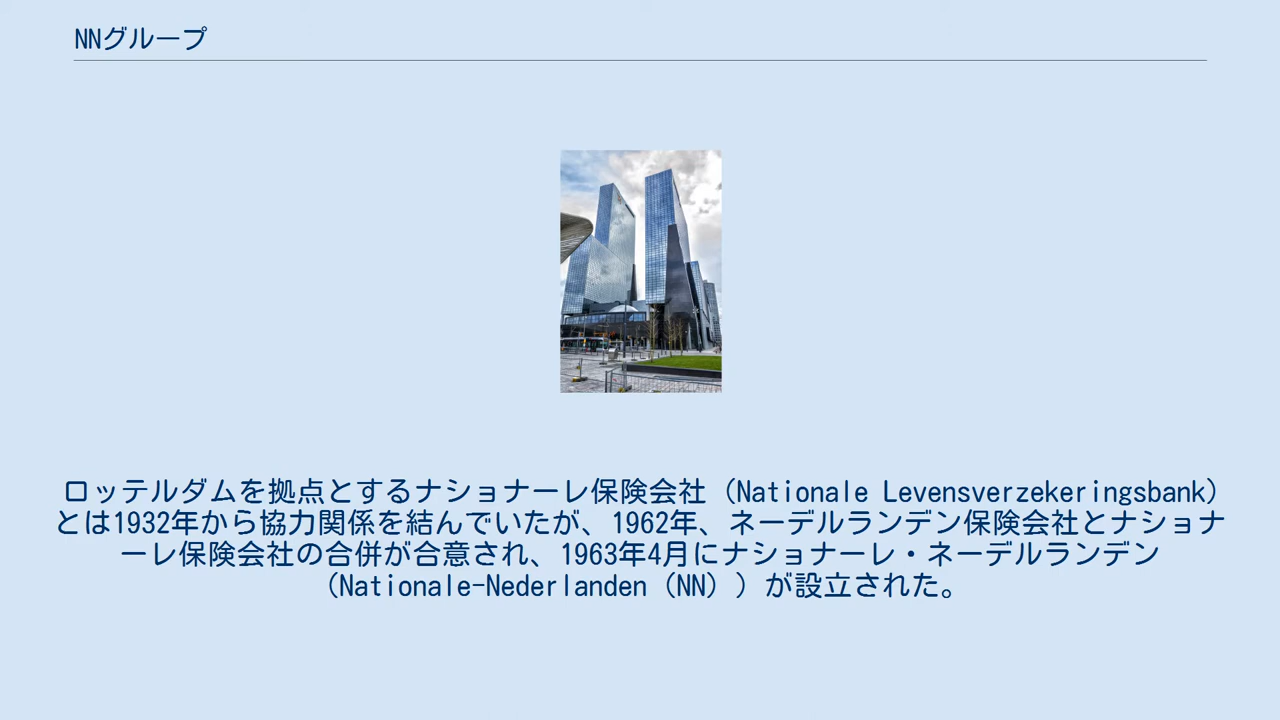 NNグループ
ロッテルダムを拠点とするナショナーレ保険会社（Nationale Levensverzekeringsbank）
とは1932年から協力関係を結んでいたが、1962年、ネーデルランデン保険会社とナショナ
ーレ保険会社の合併が合意され、1963年4月にナショナーレ・ネーデルランデン
（Nationale-Nederlanden（NN））が設立された。